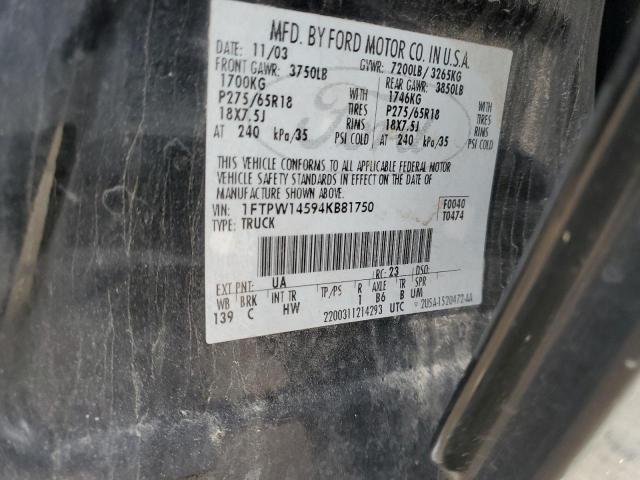 MFD. BY FORD MOTOR CO. IN U.S.A.
DATE: 11/03 GVWR: 7200LB/ 3265KG
FRONT GAWR: 3750LB REAR GAWR: 3850LB
1700KG WITH 1746KG WITH
P275/65R18 TIRES P275/65R18 TIRES
18X7.5J RIMS 18X7.5J RIMS
AT 240 kPa/35 PSI COLD AT 240 kPa/35 PSI COLD
THIS VEHICLE CONFORMS TO ALL APPLICABLE FEDERAL MOTOR
VEHICLE SAFETY STANDARDS IN EFFECT ON THE DATE OF
MANUFACTURE SHOWN ABOVE.
VIN: 1FTPW14594KB81750 F0040
TYPE: TRUCK T0474
EXT PNT: UA RC: 23 DSO:
WB BRK INT TR TP/PS R AXLE TR SPR
139 C HW 1 B6 B UM
2200311214293 UTC
Ford